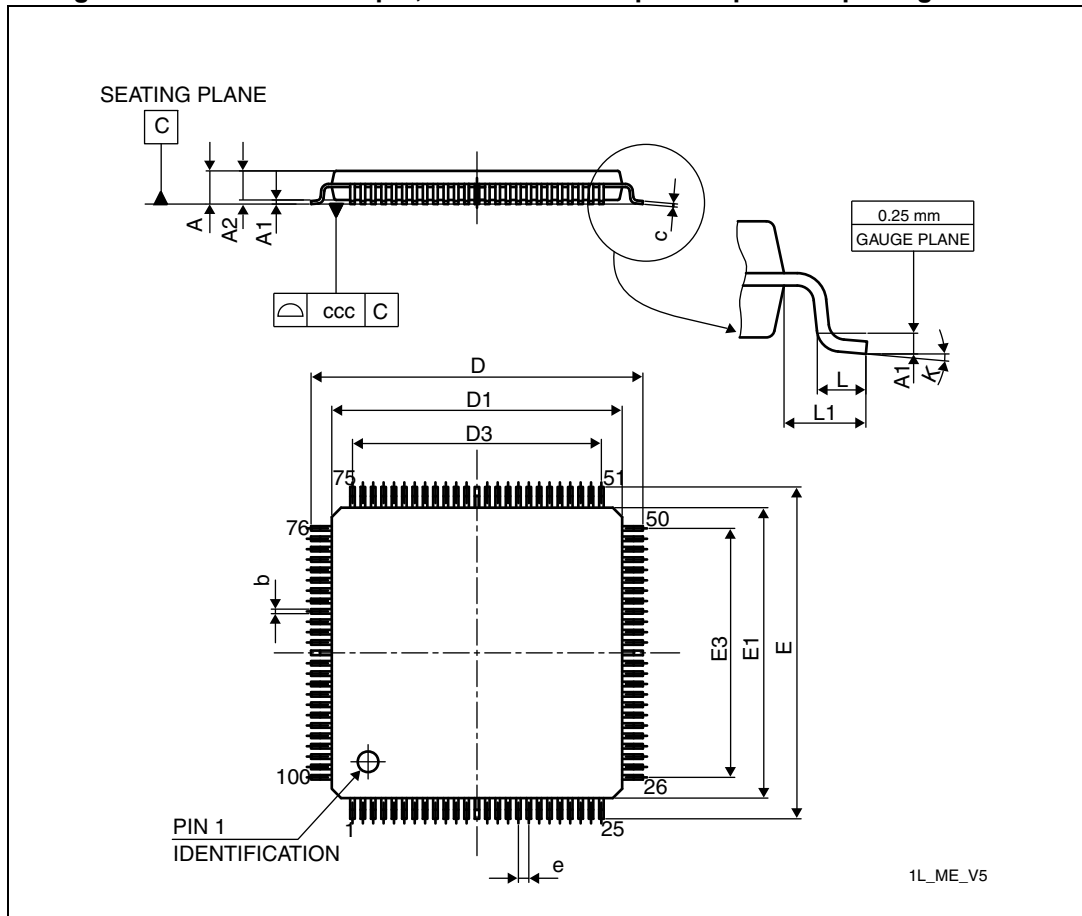 SEATING PLANE
C
A
A2
A1
c
0.25 mm
GAUGE PLANE
ccc C
A1
K
L
L1
D
D1
D3
75
51
76
50
b
E3
E1
E
100
26
PIN 1
IDENTIFICATION
1
25
e
1L_ME_V5